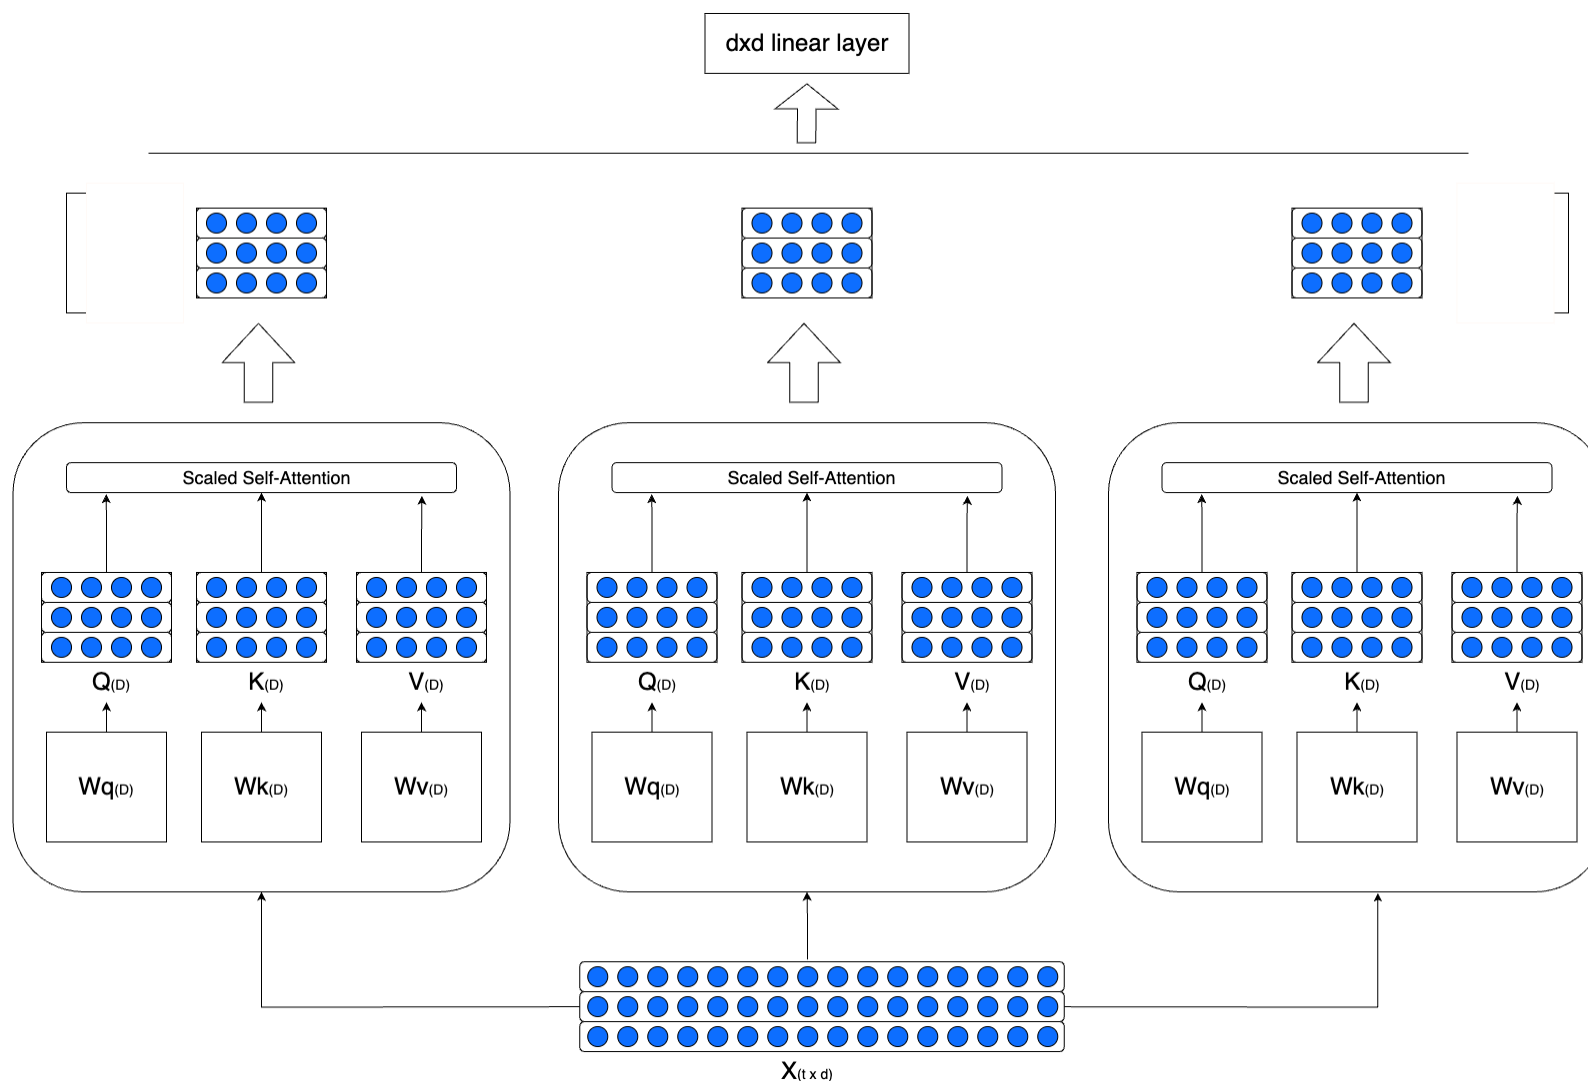 dxd linear layer
Scaled Self-Attention
Scaled Self-Attention
Scaled Self-Attention
Q(D) K(D) V(D)
Q(D) K(D) V(D)
Q(D) K(D) V(D)
Wq(D) Wk(D) Wv(D)
Wq(D) Wk(D) Wv(D)
Wq(D) Wk(D) Wv(D)
X(t x d)